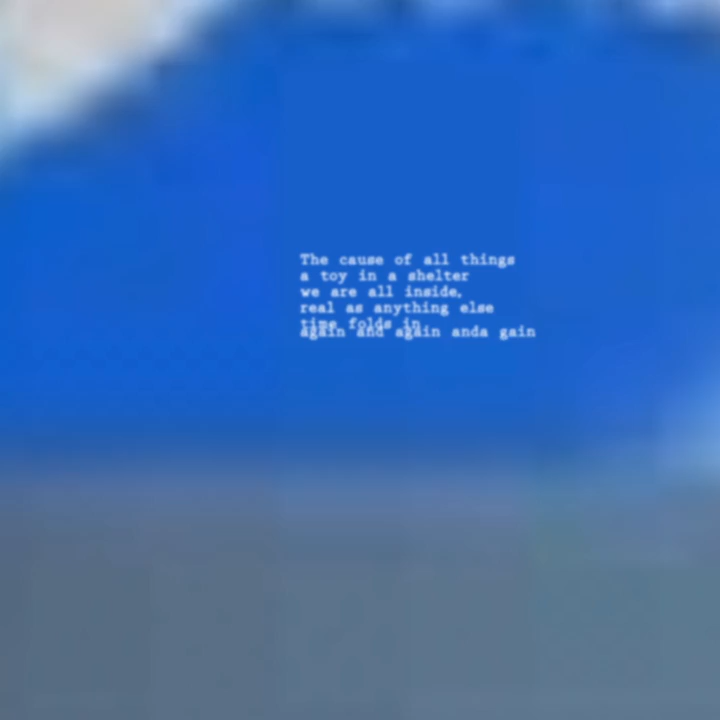 The cause of all things
a toy in a shelter
we are all inside,
real as anything else
time folds in
again and again anda gain